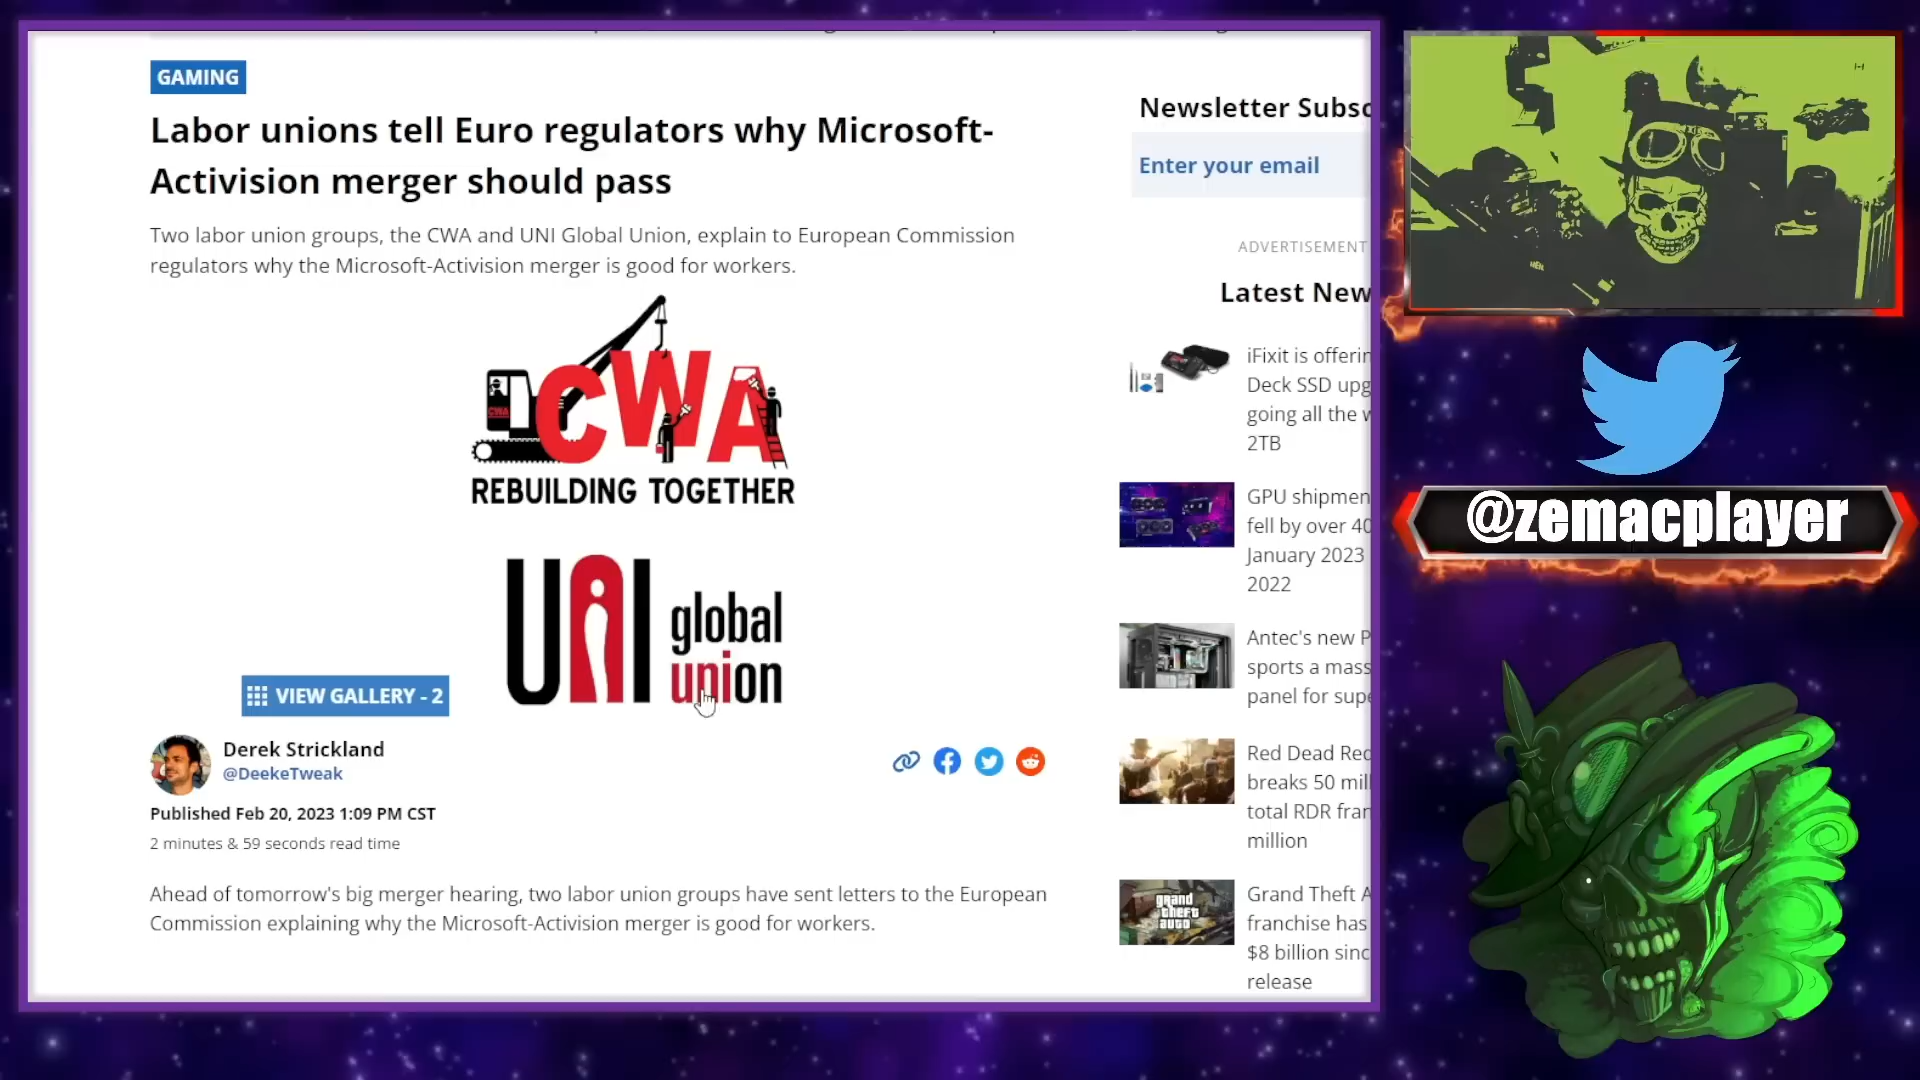 GAMING
Labor unions tell Euro regulators why Microsoft-
Activision merger should pass
Two labor union groups, the CWA and UNI Global Union, explain to European Commission
regulators why the Microsoft-Activision merger is good for workers.
CWA
CWA
REBUILDING TOGETHER
UNI global
union
VIEW GALLERY - 2
Derek Strickland
@DeekeTweak
Published Feb 20, 2023 1:09 PM CST
2 minutes & 59 seconds read time
Ahead of tomorrow's big merger hearing, two labor union groups have sent letters to the European
Commission explaining why the Microsoft-Activision merger is good for workers.
Newsletter Subsc
Enter your email
ADVERTISEMENT
Latest New
iFixit is offerin
Deck SSD upg
going all the w
2TB
GPU shipmen
fell by over 40
January 2023
2022
Antec's new P
sports a mass
panel for supe
Red Dead Red
breaks 50 mil
total RDR fran
million
grand
theft
auto
Grand Theft A
franchise has
$8 billion sinc
release
@zemacplayer